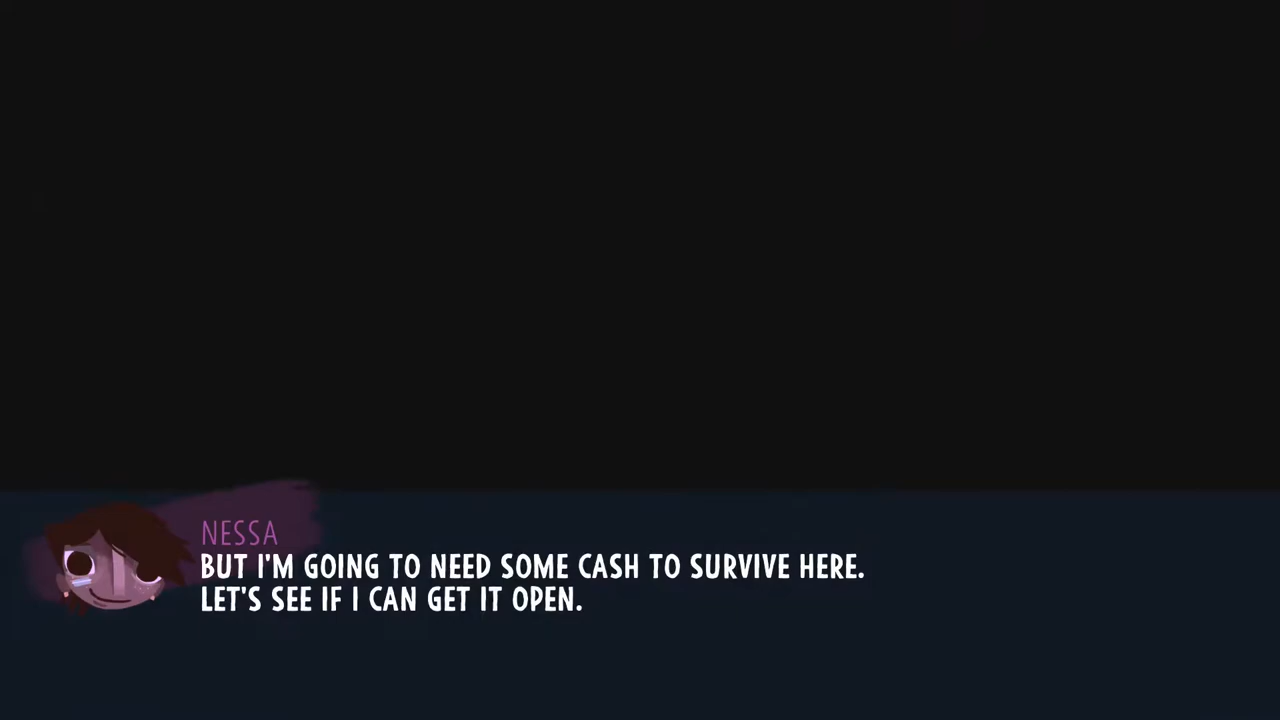 NESSA
BUT I'M GOING TO NEED SOME CASH TO SURVIVE HERE.
LET'S SEE IF I CAN GET IT OPEN.